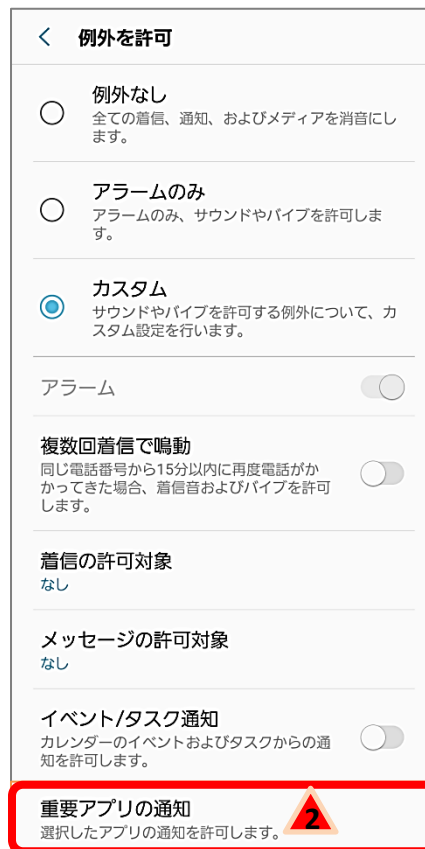 例外を許可
例外なし
全ての着信、通知、およびメディアを消音にし
ます。
アラームのみ
アラームのみ、サウンドやバイブを許可しま
す。
カスタム
サウンドやバイブを許可する例外について、カ
スタム設定を行います。
アラーム
複数回着信で鳴動
同じ電話番号から15分以内に再度電話がか
かってきた場合、着信音およびバイブを許可
します。
着信の許可対象
なし
メッセージの許可対象
なし
イベント/タスク通知
カレンダーのイベントおよびタスクからの通
知を許可します。
重要アプリの通知
選択したアプリの通知を許可します。
2